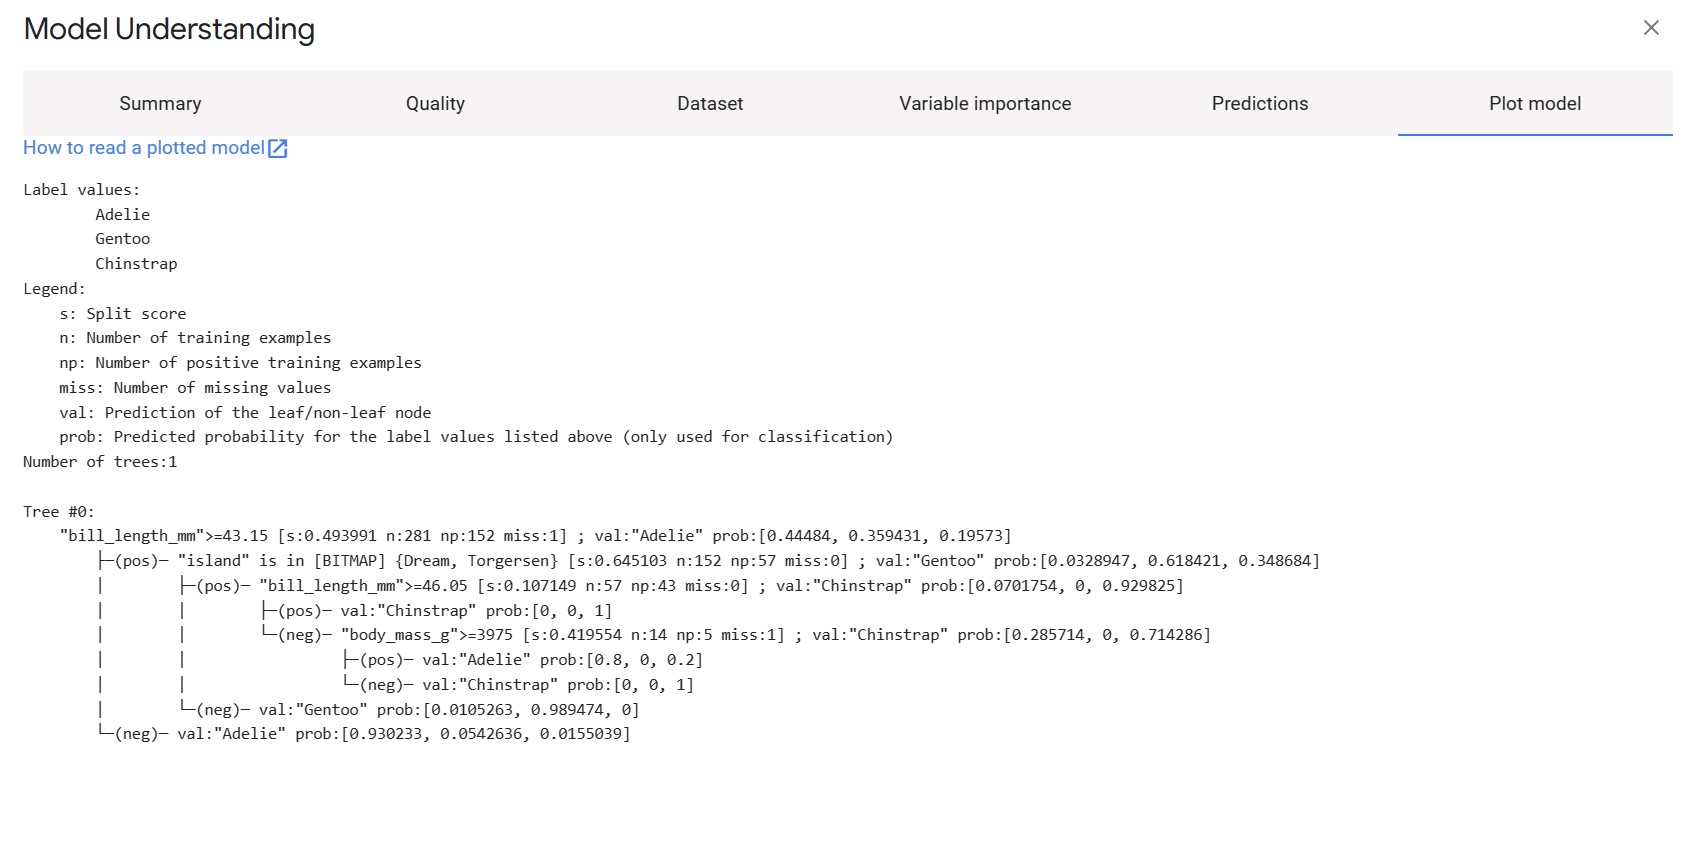 Model Understanding
Summary Quality Dataset Variable importance Predictions Plot model
How to read a plotted model
Label values:
Adelie
Gentoo
Chinstrap
Legend:
s: Split score
n: Number of training examples
np: Number of positive training examples
miss: Number of missing values
val: Prediction of the leaf/non-leaf node
prob: Predicted probability for the label values listed above (only used for classification)
Number of trees:1
Tree #0:
"bill_length_mm">=43.15 [s:0.493991 n:281 np:152 miss:1] ; val:"Adelie" prob:[0.44484, 0.359431, 0.19573]
├─(pos)─ "island" is in [BITMAP] {Dream, Torgersen} [s:0.645103 n:152 np:57 miss:0] ; val:"Gentoo" prob:[0.0328947, 0.618421, 0.348684]
|        ├─(pos)─ "bill_length_mm">=46.05 [s:0.107149 n:57 np:43 miss:0] ; val:"Chinstrap" prob:[0.0701754, 0, 0.929825]
|        |        ├─(pos)─ val:"Chinstrap" prob:[0, 0, 1]
|        |        └─(neg)─ "body_mass_g">=3975 [s:0.419554 n:14 np:5 miss:1] ; val:"Chinstrap" prob:[0.285714, 0, 0.714286]
|        |                 ├─(pos)─ val:"Adelie" prob:[0.8, 0, 0.2]
|        |                 └─(neg)─ val:"Chinstrap" prob:[0, 0, 1]
|        └─(neg)─ val:"Gentoo" prob:[0.0105263, 0.989474, 0]
└─(neg)─ val:"Adelie" prob:[0.930233, 0.0542636, 0.0155039]